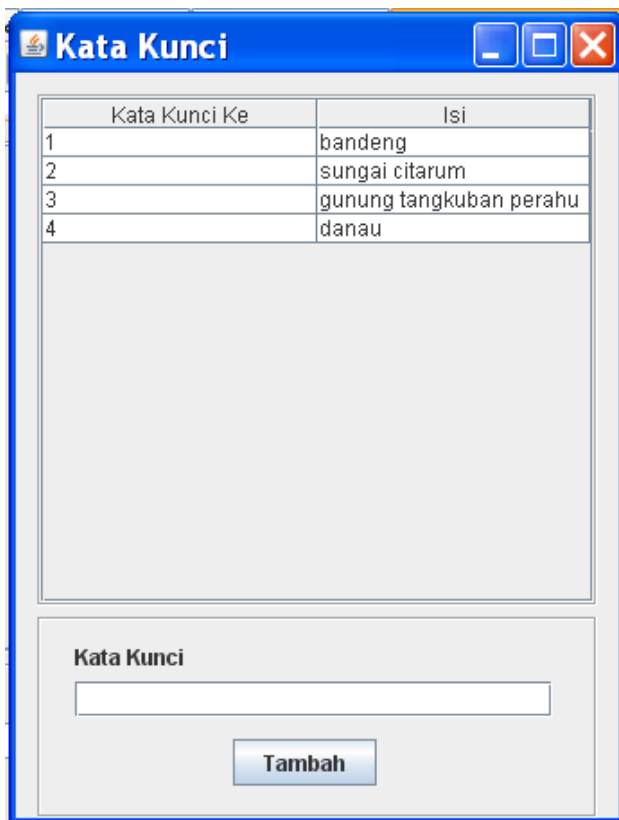 Kata Kunci
Kata Kunci Ke Isi
1 bandeng
2 sungai citarum
3 gunung tangkuban perahu
4 danau
Kata Kunci
Tambah